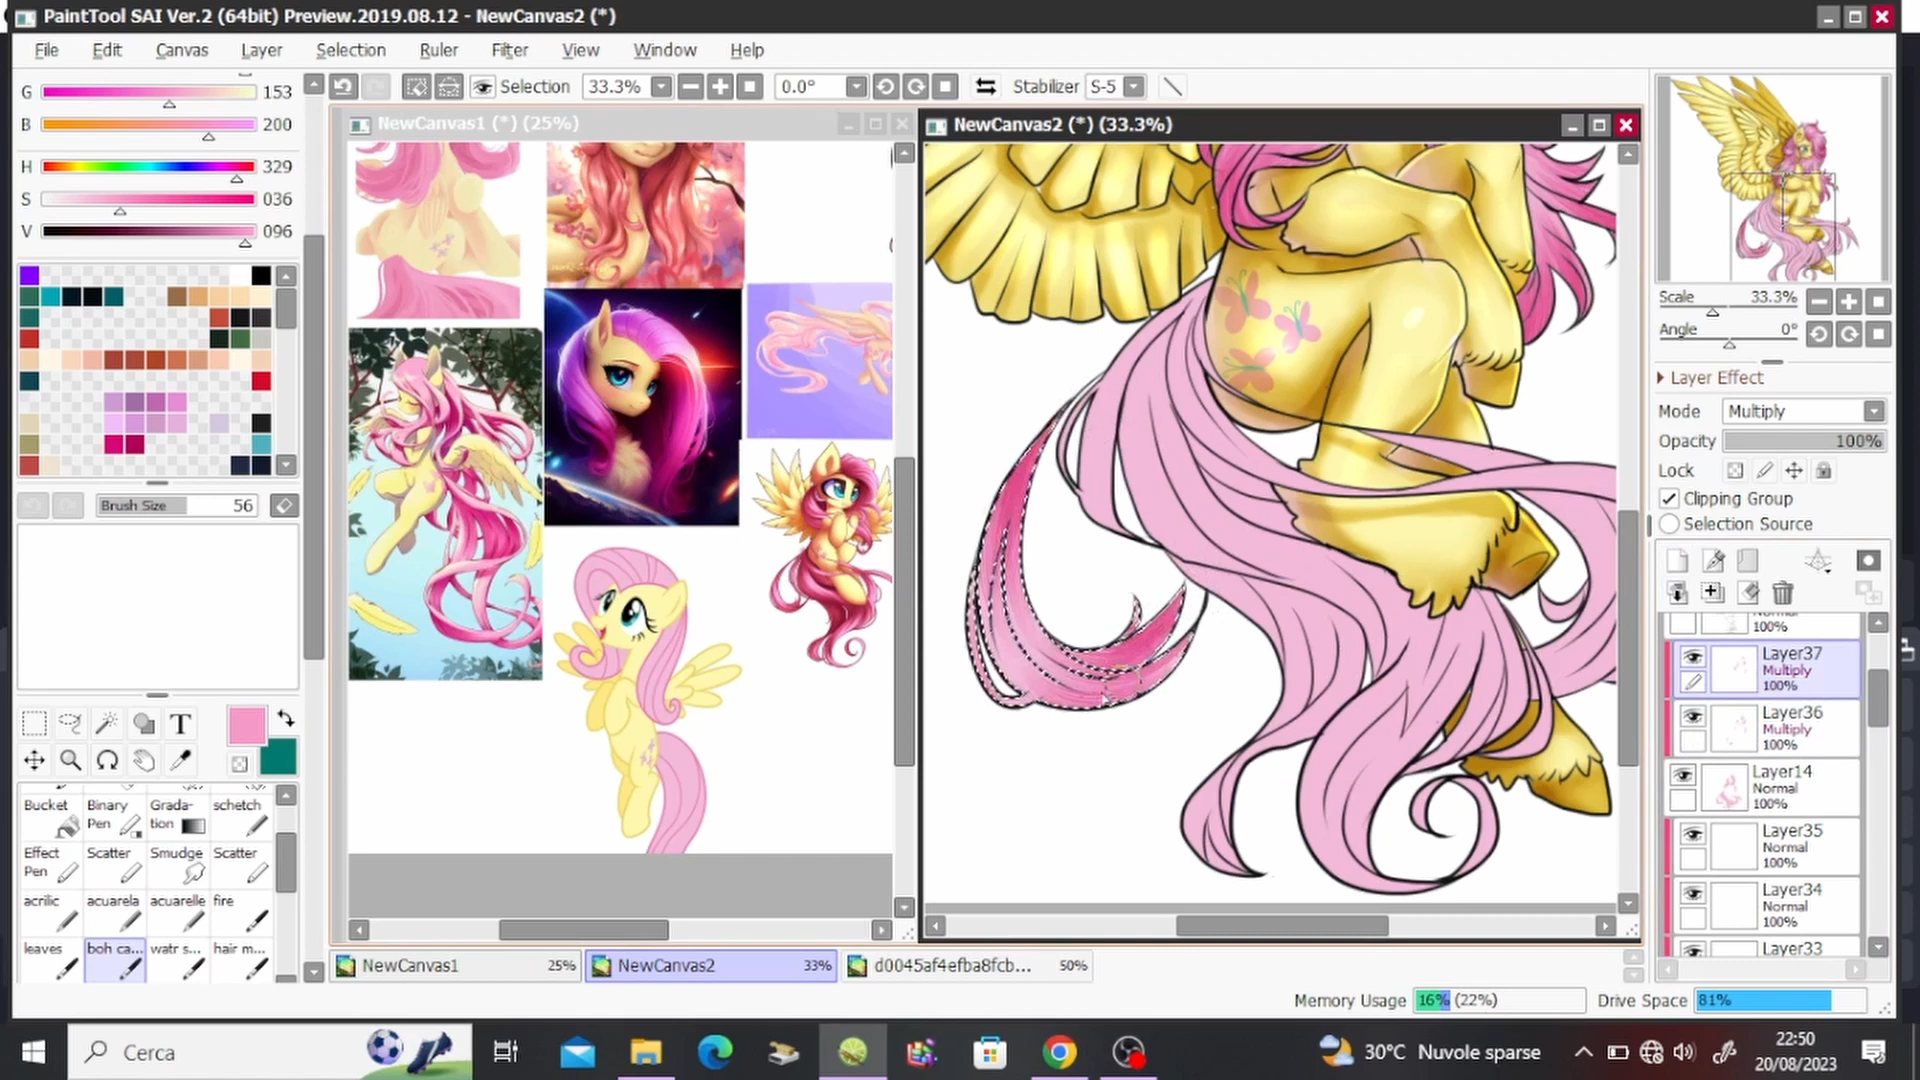 PaintTool SAI Ver.2 (64bit) Preview.2019.08.12 - NewCanvas2 (*)
File Edit Canvas Layer Selection Ruler Filter View Window Help
G 153
B 200
H 329
S 036
V 096
Selection 33.3% 0.0° Stabilizer S-5
NewCanvas1 (*) (25%)
NewCanvas2 (*) (33.3%)
Brush Size 56
T
Bucket Binary Pen Grada-tion schetch
Effect Pen Scatter Smudge Scatter
acrilic acuarela acuarelle fire
leaves boh ca... watr s... hair m...
Scale 33.3%
Angle 0°
Layer Effect
Mode Multiply
Opacity 100%
Lock
Clipping Group
Selection Source
Normal
100%
Layer37
Multiply
100%
Layer36
Multiply
100%
Layer14
Normal
100%
Layer35
Normal
100%
Layer34
Normal
100%
Layer33
NewCanvas1 25% NewCanvas2 33% d0045af4efba8fcb... 50%
Memory Usage 16% (22%) Drive Space 81%
Cerca
30°C Nuvole sparse
22:50
20/08/2023